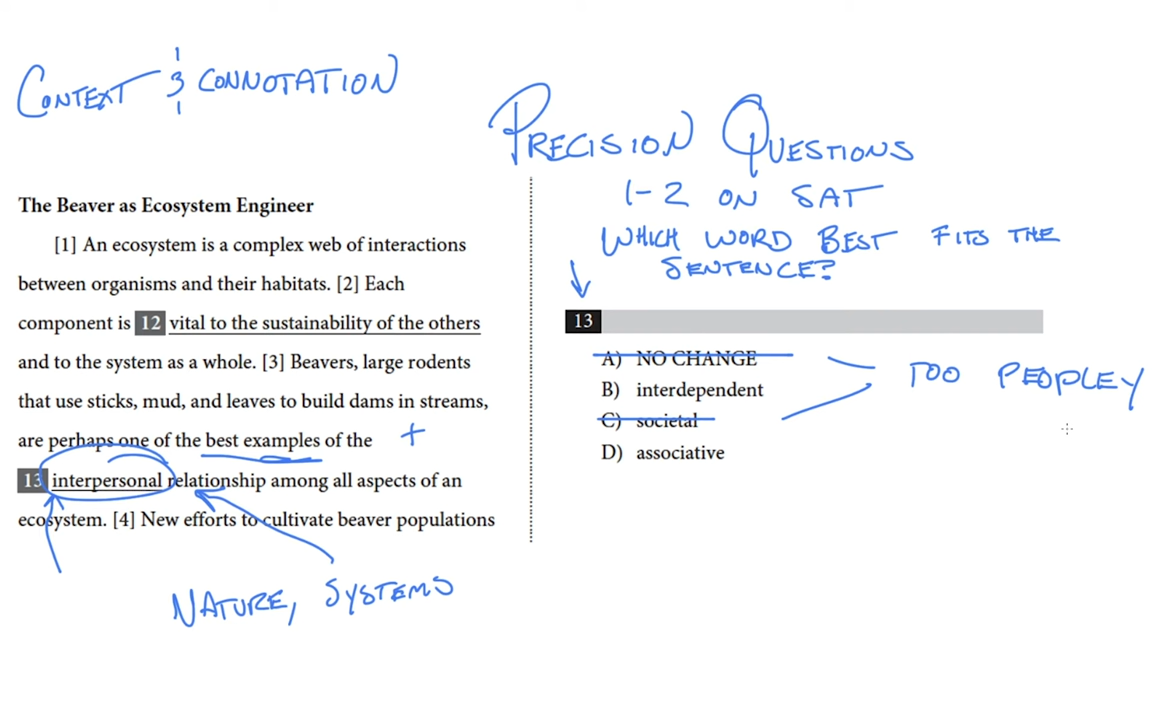 CONTEXT & CONNOTATION
PRECISION QUESTIONS
1-2 ON SAT
WHICH WORD BEST FITS THE
SENTENCE?
The Beaver as Ecosystem Engineer
[1] An ecosystem is a complex web of interactions
between organisms and their habitats. [2] Each
component is 12 vital to the sustainability of the others
and to the system as a whole. [3] Beavers, large rodents
that use sticks, mud, and leaves to build dams in streams,
are perhaps one of the best examples of the +
13 interpersonal relationship among all aspects of an
ecosystem. [4] New efforts to cultivate beaver populations
NATURE, SYSTEMS
13
A) NO CHANGE
B) interdependent
C) societal
D) associative
TOO PEOPLEY